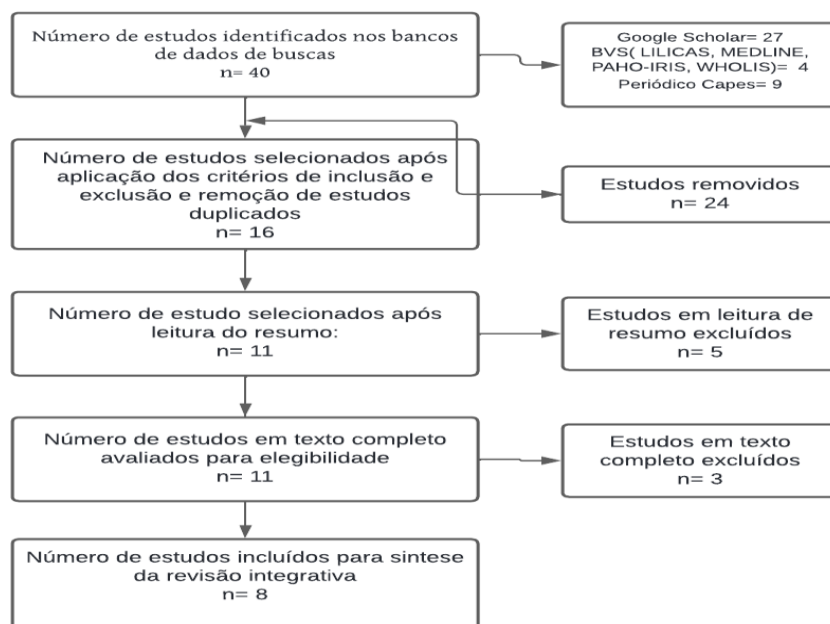 Número de estudos identificados nos bancos
de dados de buscas
n= 40
Google Scholar= 27
BVS( LILICAS, MEDLINE,
PAHO-IRIS, WHOLIS)= 4
Periódico Capes= 9
Número de estudos selecionados após
aplicação dos critérios de inclusão e
exclusão e remoção de estudos
duplicados
n= 16
Estudos removidos
n= 24
Número de estudo selecionados após
leitura do resumo:
n= 11
Estudos em leitura de
resumo excluídos
n= 5
Número de estudos em texto completo
avaliados para elegibilidade
n= 11
Estudos em texto
completo excluídos
n= 3
Número de estudos incluídos para sintese
da revisão integrativa
n= 8